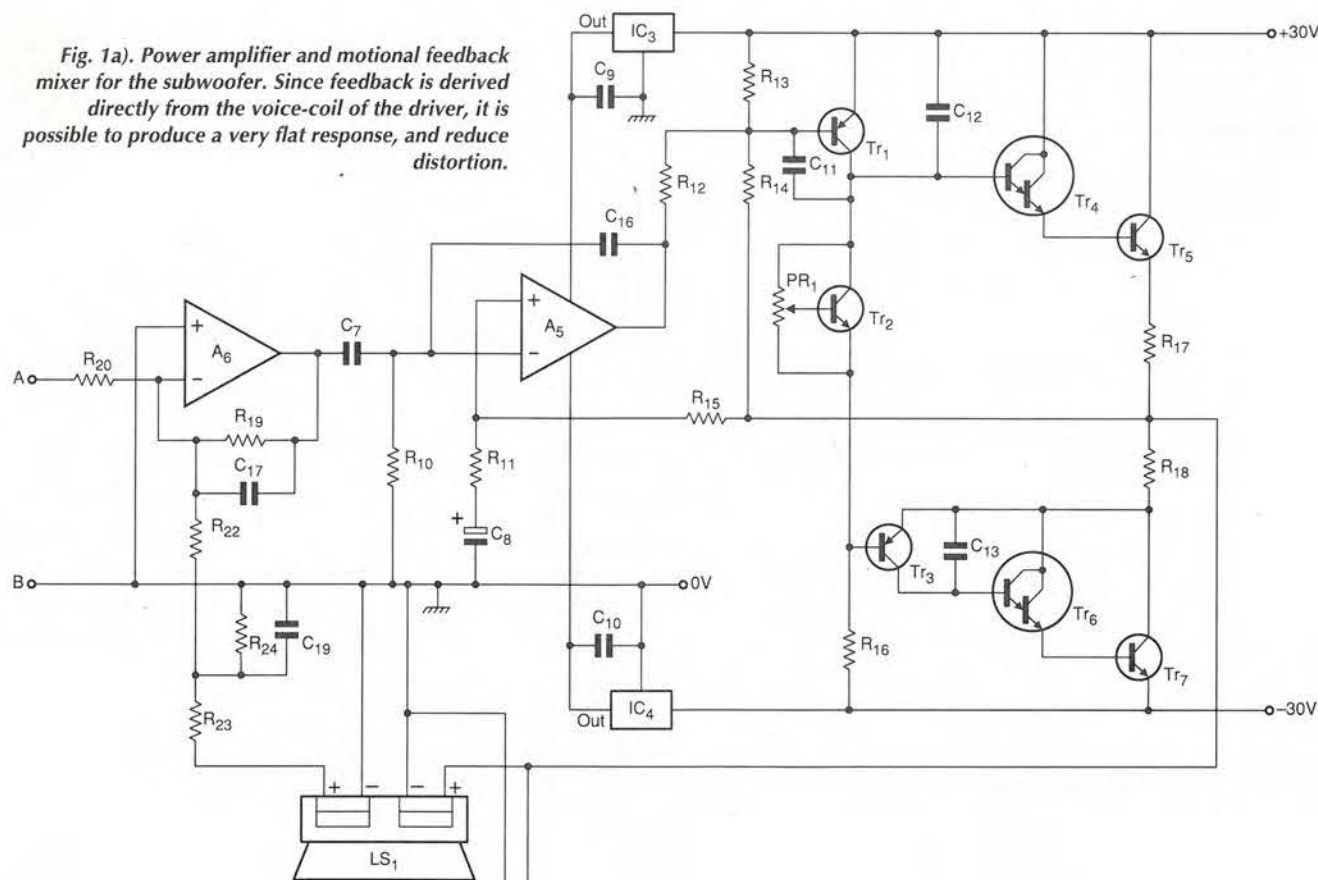 Fig. 1a). Power amplifier and motional feedback
mixer for the subwoofer. Since feedback is derived
directly from the voice-coil of the driver, it is
possible to produce a very flat response, and reduce
distortion.
Out
IC3
+30V
C9
R13
Tr1
C12
C11
R12
R14
Tr4
C16
Tr5
PR1
Tr2
+
A5
−
C7
+
A6
−
R17
A
R20
R15
R19
R10
R11
R18
C17
+
C8
R22
C13
Tr3
B
0V
Tr6
R24
C19
C10
R16
Tr7
R23
Out
IC4
−30V
+
−
−
+
LS1